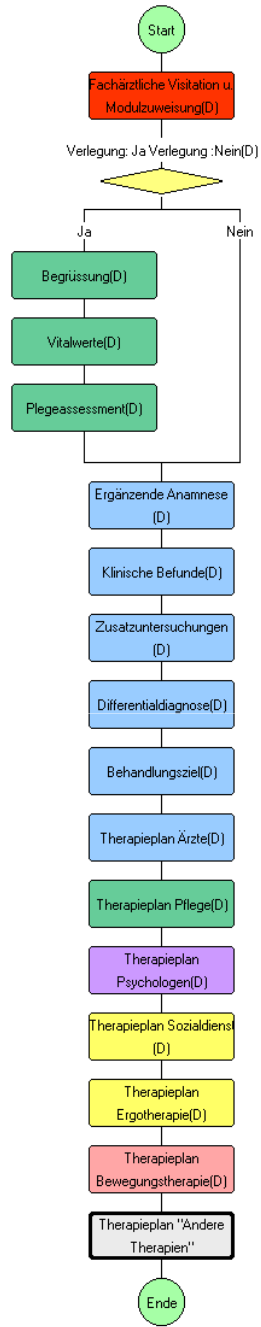 Start
Fachärztliche Visitation u.
Modulzuweisung(D)
Verlegung: Ja Verlegung :Nein(D)
Ja
Nein
Begrüssung(D)
Vitalwerte(D)
Plegeassessment(D)
Ergänzende Anamnese
(D)
Klinische Befunde(D)
Zusatzuntersuchungen
(D)
Differentialdiagnose(D)
Behandlungsziel(D)
Therapieplan Ärzte(D)
Therapieplan Pflege(D)
Therapieplan
Psychologen(D)
Therapieplan Sozialdienst
(D)
Therapieplan
Ergotherapie(D)
Therapieplan
Bewegungstherapie(D)
Therapieplan "Andere
Therapien"
Ende